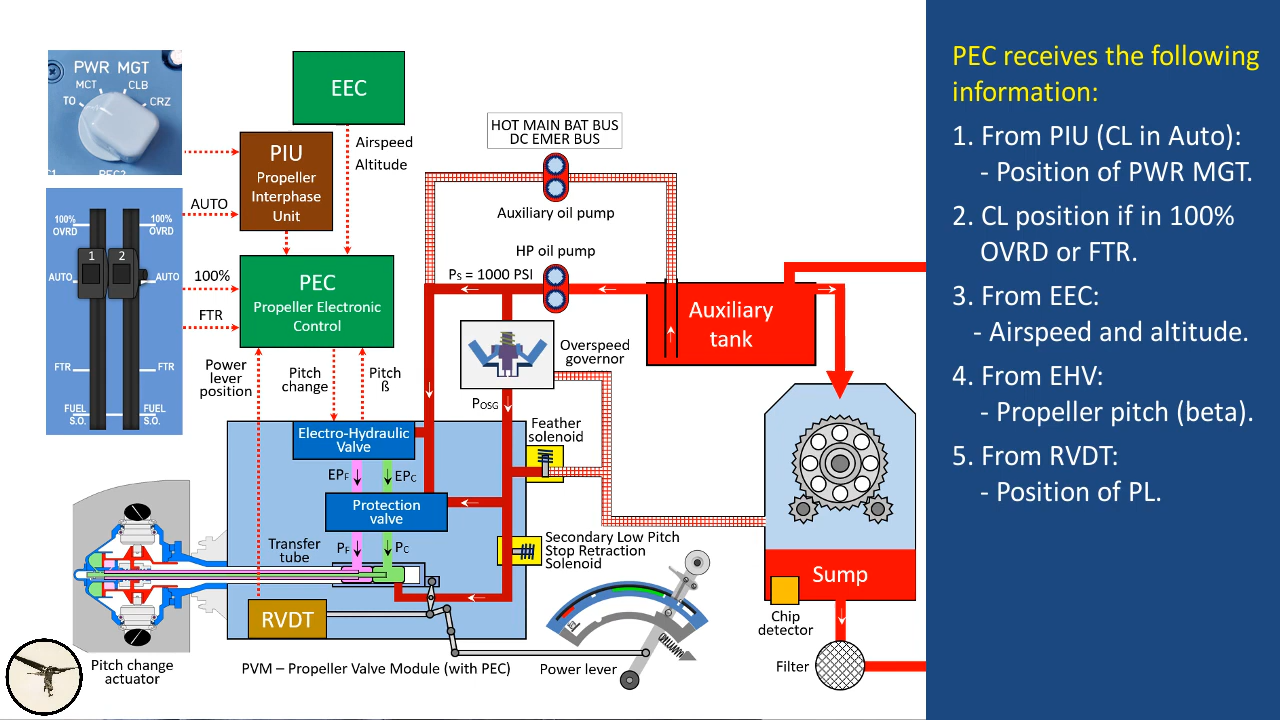 PWR MGT
MCT
CLB
TO
CRZ
EEC
Airspeed
Altitude
PIU
Propeller
Interphase
Unit
HOT MAIN BAT BUS
DC EMER BUS
Auxiliary oil pump
HP oil pump
Ps = 1000 PSI
AUTO
100%
FTR
100%
OVRD
100%
OVRD
1
2
AUTO
AUTO
FTR
FTR
FUEL
S.O.
FUEL
S.O.
PEC
Propeller Electronic
Control
Auxiliary
tank
Overspeed
governor
Power
lever
position
Pitch
change
Pitch
ß
POSG
Feather
solenoid
Electro-Hydraulic
Valve
EPF
EPC
Protection
valve
Transfer
tube
PF
PC
Secondary Low Pitch
Stop Retraction
Solenoid
RVDT
Sump
Chip
detector
Filter
Pitch change
actuator
PVM – Propeller Valve Module (with PEC)
Power lever
PEC receives the following
information:
1. From PIU (CL in Auto):
- Position of PWR MGT.
2. CL position if in 100%
OVRD or FTR.
3. From EEC:
- Airspeed and altitude.
4. From EHV:
- Propeller pitch (beta).
5. From RVDT:
- Position of PL.